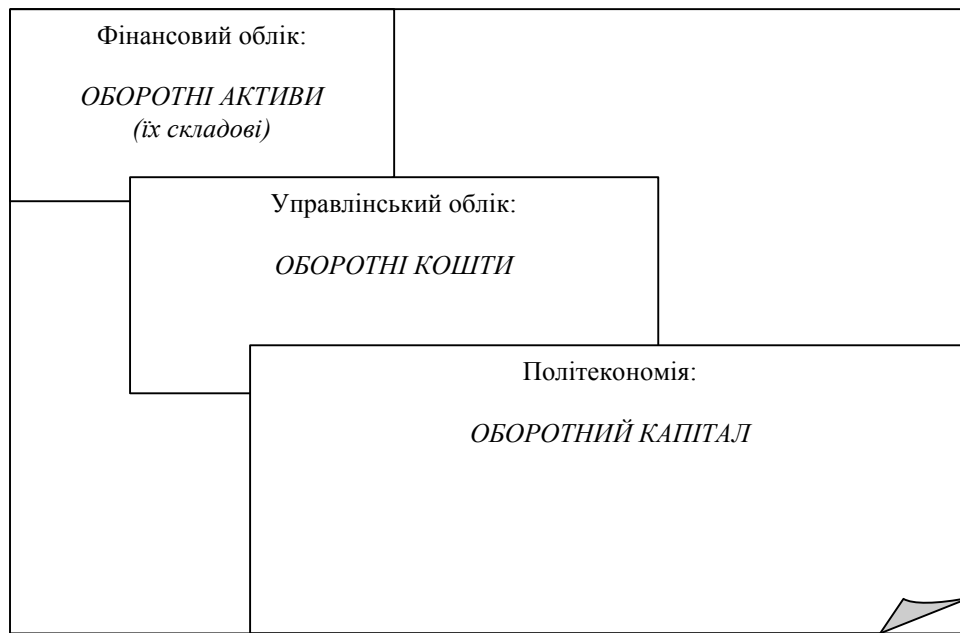 Фінансовий облік:
ОБОРОТНІ АКТИВИ
(їх складові)
Управлінський облік:
ОБОРОТНІ КОШТИ
Політекономія:
ОБОРОТНИЙ КАПІТАЛ